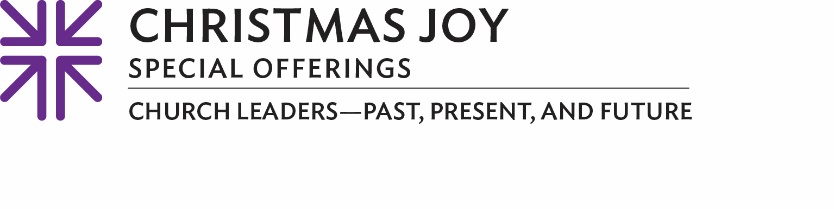 CHRISTMAS JOY
SPECIAL OFFERINGS
CHURCH LEADERS—PAST, PRESENT, AND FUTURE